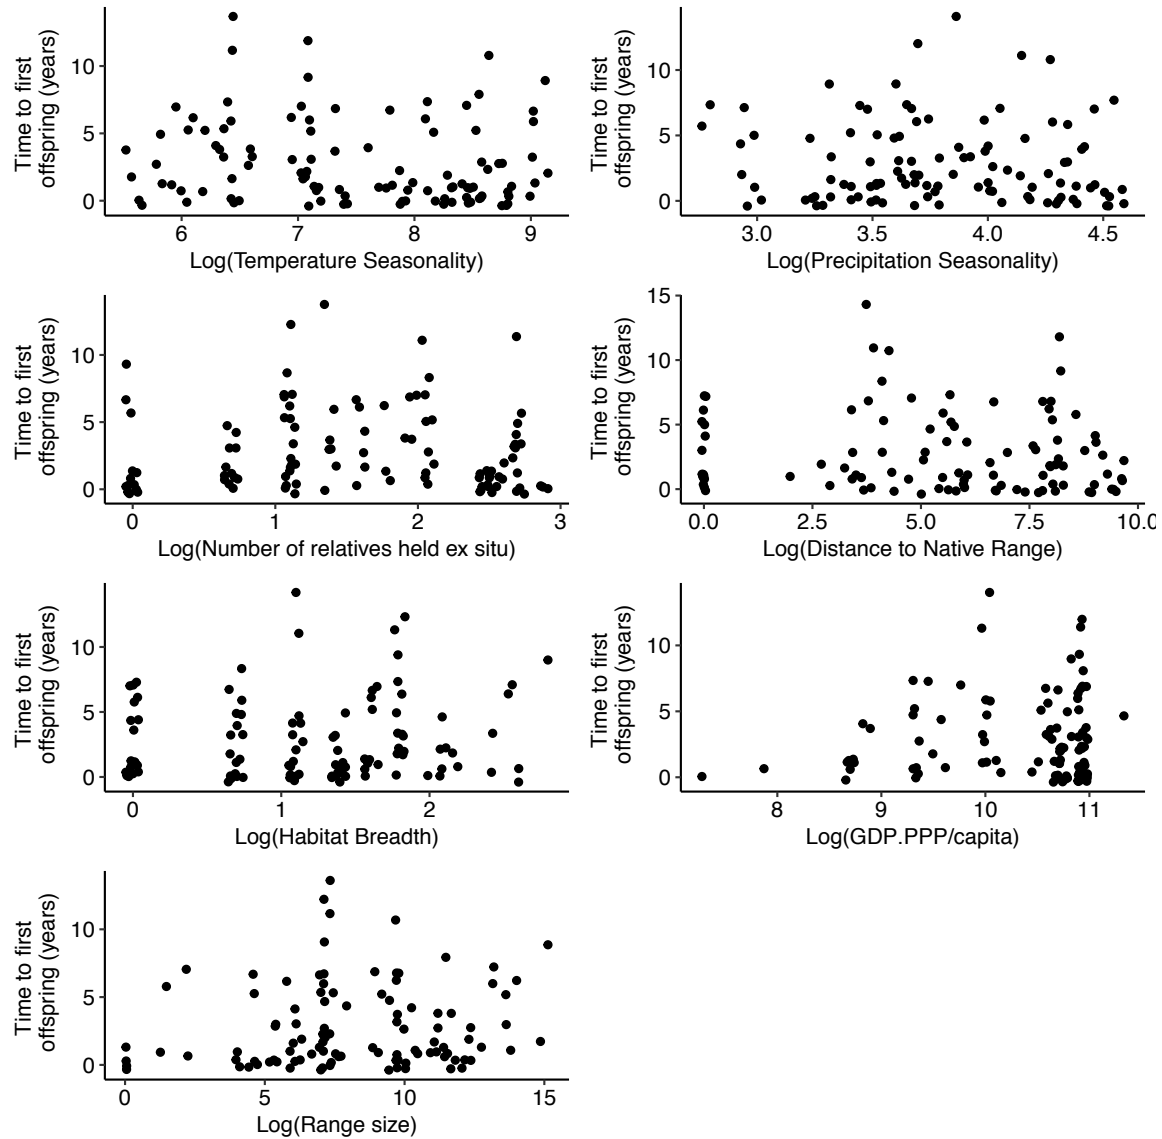 Time to first
offspring (years)
10
5
0
6
7
8
9
Log(Temperature Seasonality)
Time to first
offspring (years)
10
5
0
3.0
3.5
4.0
4.5
Log(Precipitation Seasonality)
Time to first
offspring (years)
10
5
0
0
1
2
3
Log(Number of relatives held ex situ)
Time to first
offspring (years)
15
10
5
0
0.0
2.5
5.0
7.5
10.0
Log(Distance to Native Range)
Time to first
offspring (years)
10
5
0
0
1
2
Log(Habitat Breadth)
Time to first
offspring (years)
10
5
0
8
9
10
11
Log(GDP.PPP/capita)
Time to first
offspring (years)
10
5
0
0
5
10
15
Log(Range size)